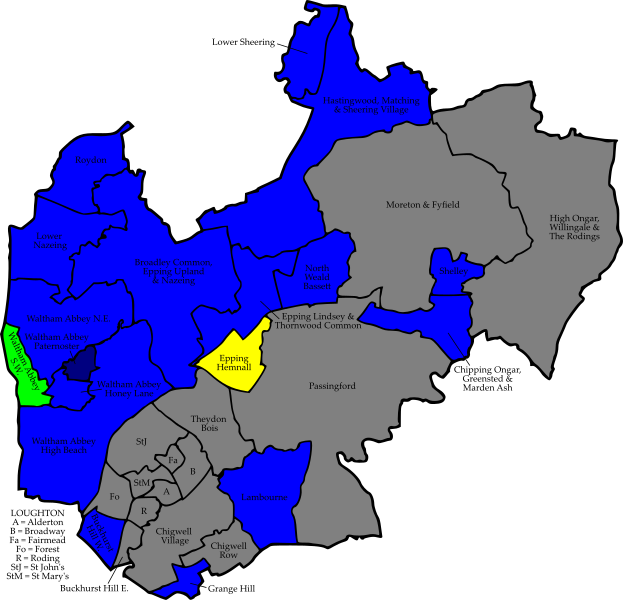 Lower Sheering
Hastingwood, Matching
& Sheering Village
Roydon
Moreton & Fyfield
High Ongar,
Willingale &
The Rodings
Lower
Nazeing
Broadley Common,
Epping Upland
& Nazeing
North
Weald
Bassett
Shelley
Waltham Abbey N.E.
Epping Lindsey &
Thornwood Common
Waltham Abbey
Paternoster
Waltham Abbey
S.W.
Epping
Hemnall
Chipping Ongar,
Greensted &
Marden Ash
Waltham Abbey
Honey Lane
Passingford
Theydon
Bois
Waltham Abbey
High Beach
StJ
Fa
B
StM
A
Fo
R
Lambourne
LOUGHTON
A = Alderton
B = Broadway
Fa = Fairmead
Fo = Forest
R = Roding
StJ = St John's
StM = St Mary's
Buckhurst
Hill W.
Chigwell
Village
Chigwell
Row
Buckhurst Hill E.
Grange Hill